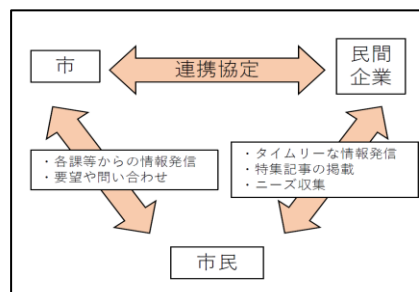 市
連携協定
民間
企業
・各課等からの情報発信
・要望や問い合わせ
・タイムリーな情報発信
・特集記事の掲載
・ニーズ収集
市民